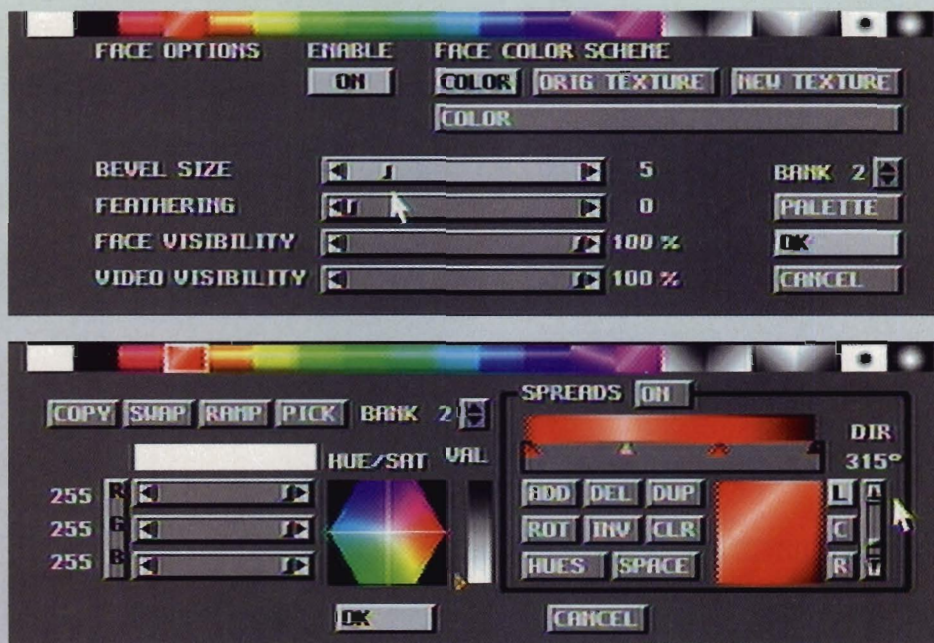 FACE OPTIONS ENABLE FACE COLOR SCHEME
ON COLOR ORIG TEXTURE NEW TEXTURE
COLOR
BEVEL SIZE 5 BANK 2
FEATHERING 0 PALETTE
FACE VISIBILITY 100 % OK
VIDEO VISIBILITY 100 % CANCEL
SPREADS ON
COPY SWAP RAMP PICK BANK 2
HUE/SAT VAL DIR
315°
255 R ADD DEL DUP L
255 G ROT INV CLR C
255 B HUES SPACE R
OK CANCEL